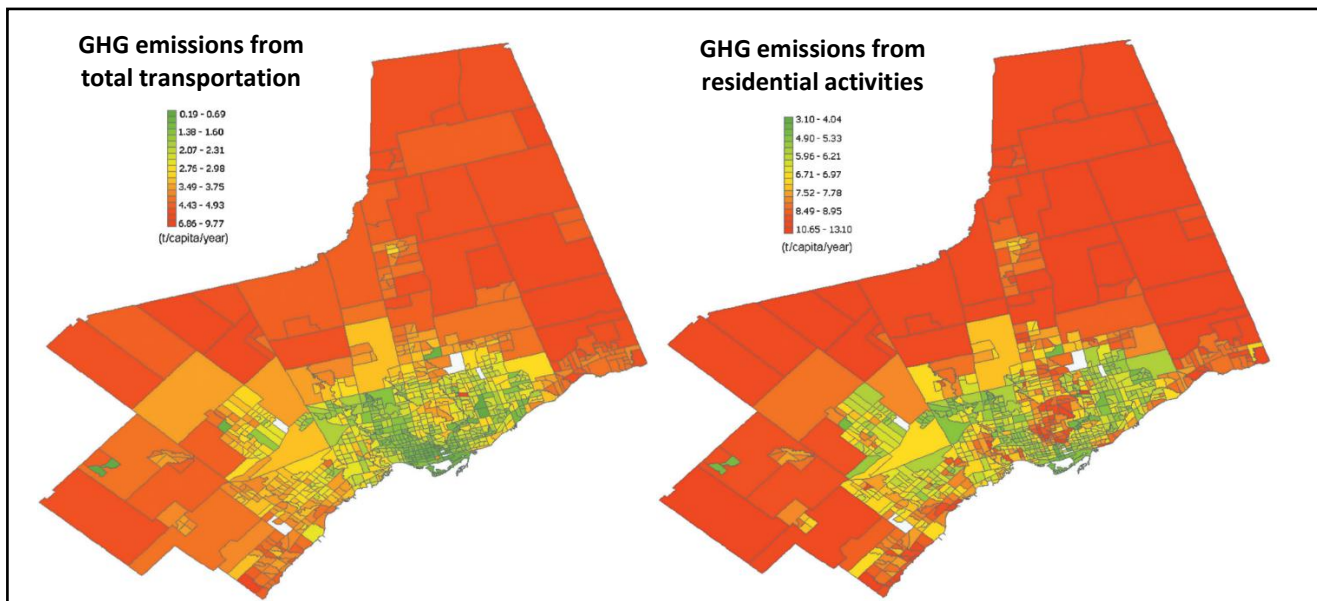 GHG emissions from
total transportation
0.19 - 0.69
1.38 - 1.60
2.07 - 2.31
2.76 - 2.98
3.49 - 3.75
4.43 - 4.93
6.86 - 9.77
(t/capita/year)
GHG emissions from
residential activities
3.10 - 4.04
4.90 - 5.33
5.96 - 6.21
6.71 - 6.97
7.52 - 7.78
8.49 - 8.95
10.65 - 13.10
(t/capita/year)